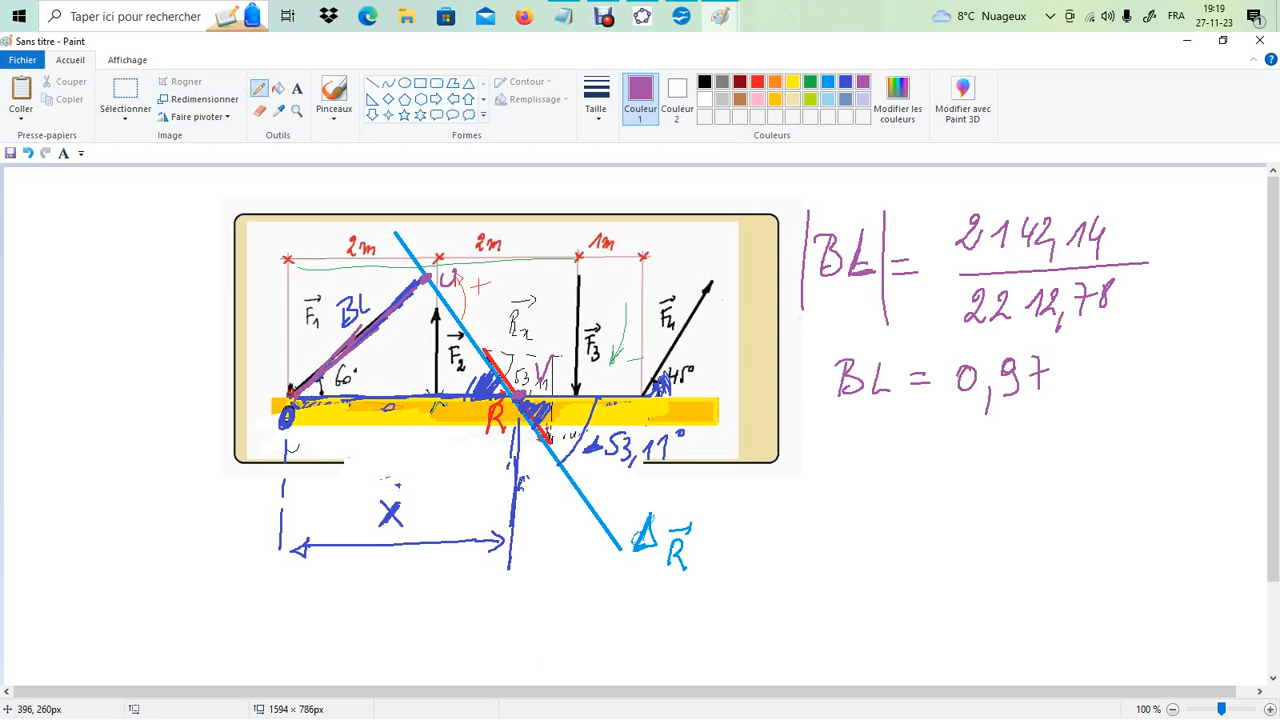 Taper ici pour rechercher
8°C Nuageux
FRA
19:19
27-11-23
1
Sans titre - Paint
Fichier
Accueil
Affichage
Coller
Couper
Copier
Presse-papiers
Sélectionner
Rogner
Redimensionner
Faire pivoter
Image
A
Outils
Pinceaux
Contour
Remplissage
Formes
Taille
Couleur 1
Couleur 2
Modifier les couleurs
Couleurs
Modifier avec Paint 3D
A
2m 2m 1m
F1
BL
U
+
Rx
F2
F3
F4
60°
53
V
45°
R
O
53,11°
X
Δ R
|BL| = 2142,14
2212,78
BL = 0,97
396, 260px
1594 × 786px
100 %